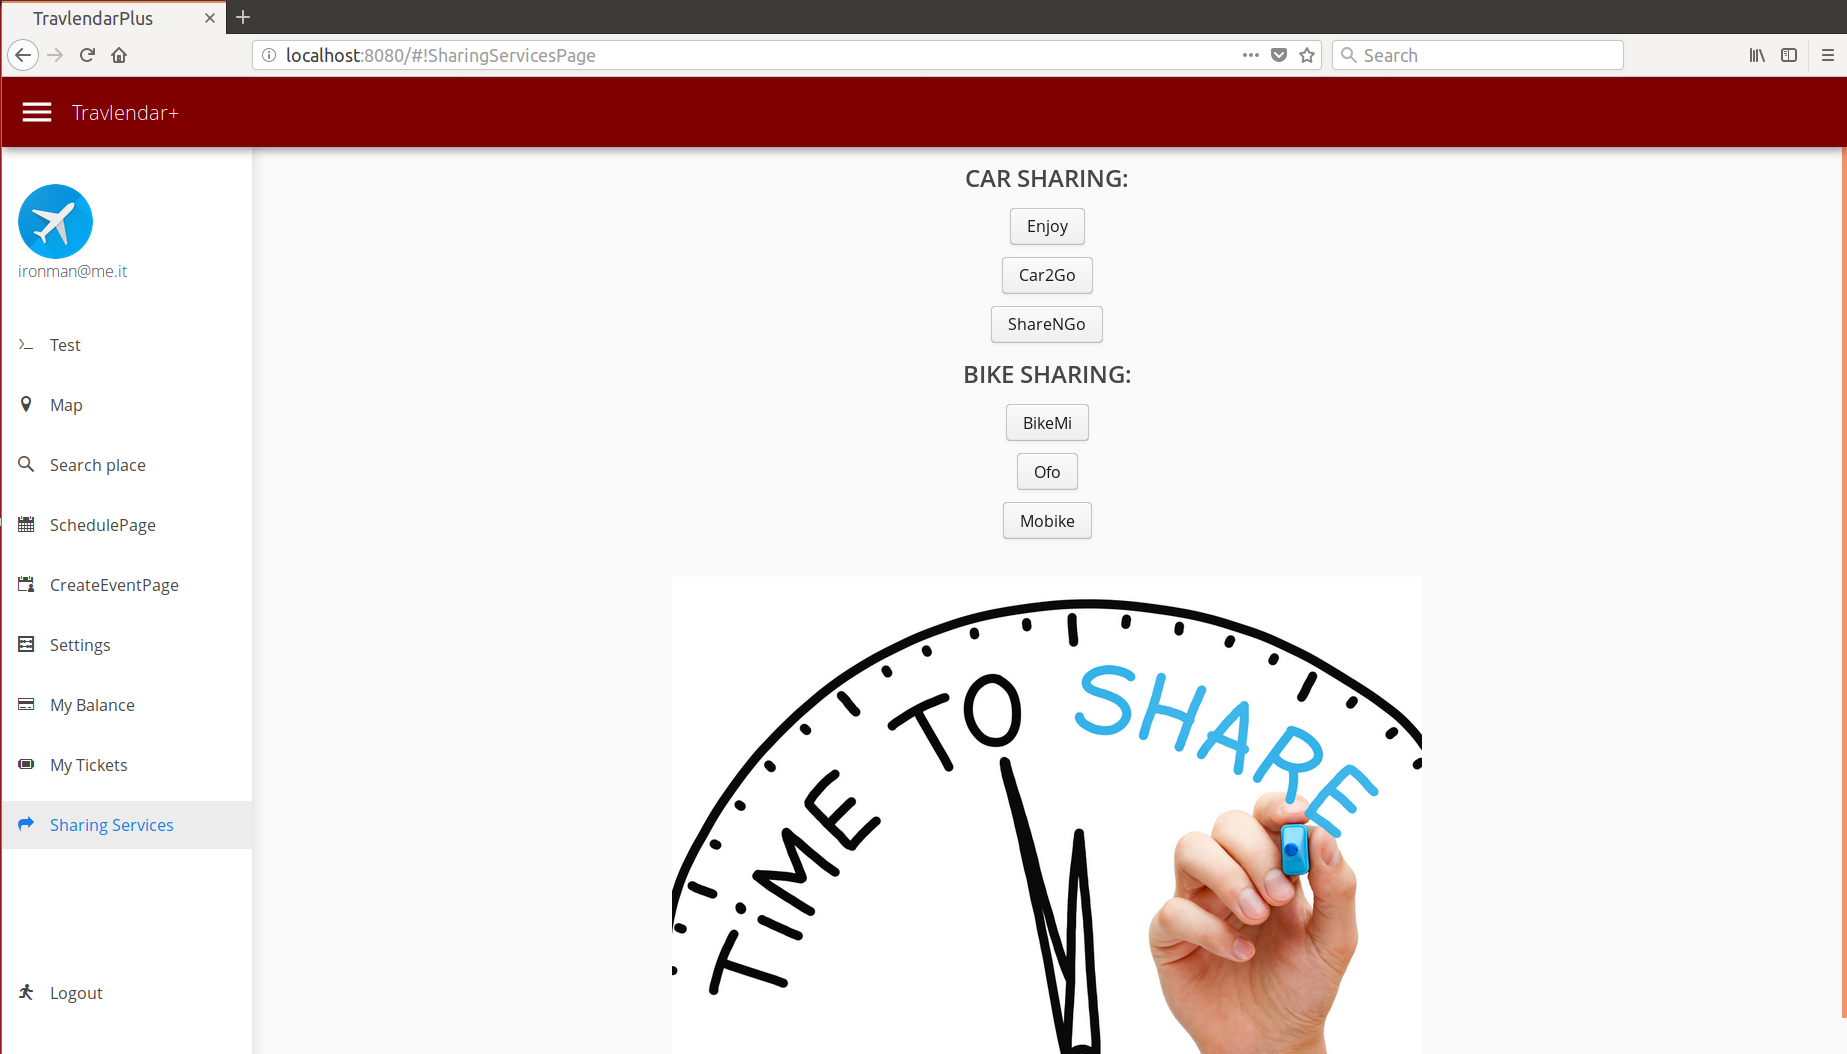 TravlendarPlus
localhost:8080/#!SharingServicesPage
Search
Travlendar+
ironman@me.it
Test
Map
Search place
SchedulePage
CreateEventPage
Settings
My Balance
My Tickets
Sharing Services
Logout
CAR SHARING:
Enjoy
Car2Go
ShareNGo
BIKE SHARING:
BikeMi
Ofo
Mobike
TiME TO SHARE